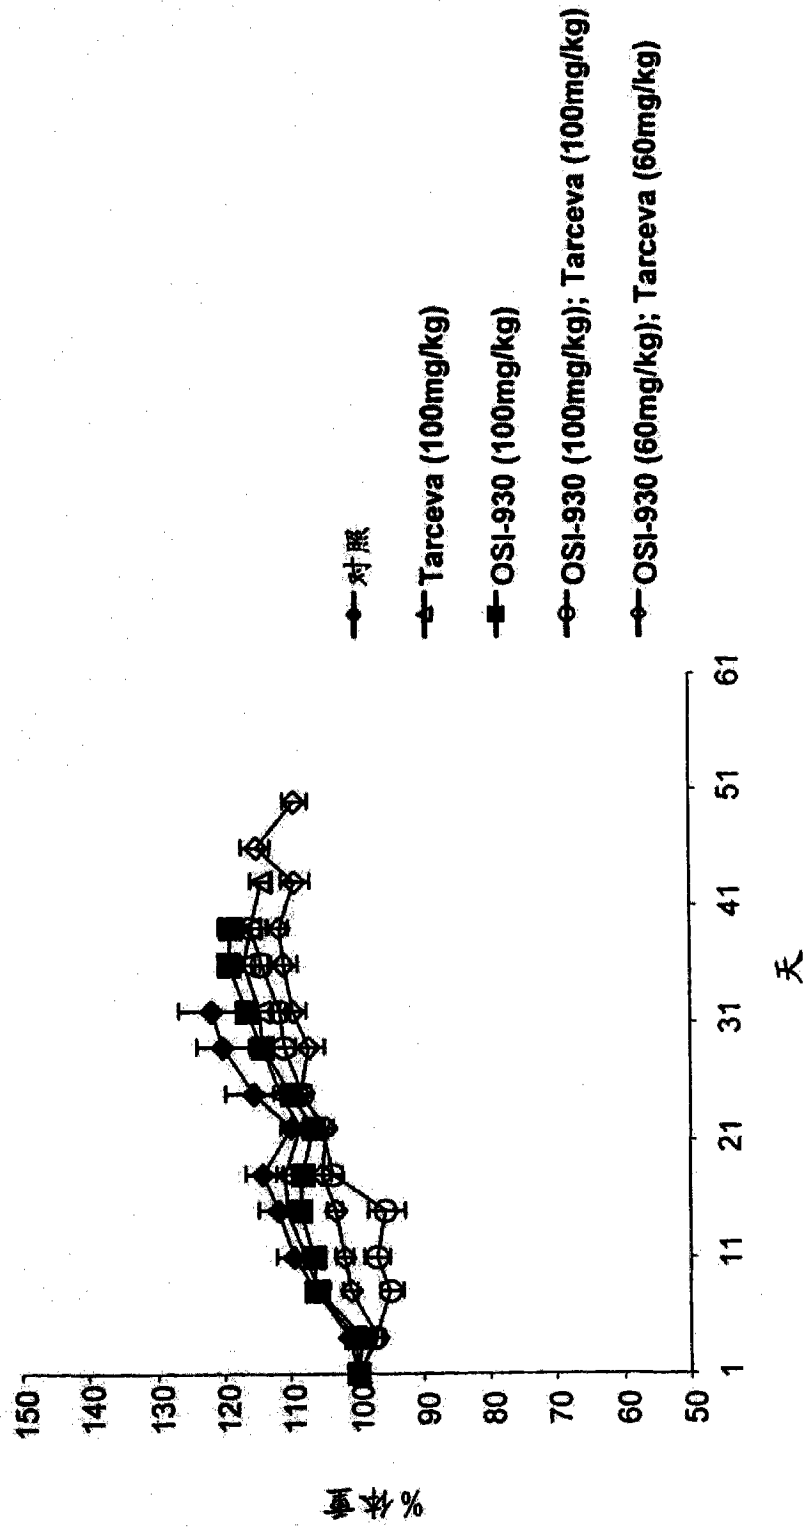 %体重
150
140
130
120
110
100
90
80
70
60
50
1
11
21
31
41
51
61
天
对照
Tarceva (100mg/kg)
OSI-930 (100mg/kg)
OSI-930 (100mg/kg); Tarceva (100mg/kg)
OSI-930 (60mg/kg); Tarceva (60mg/kg)